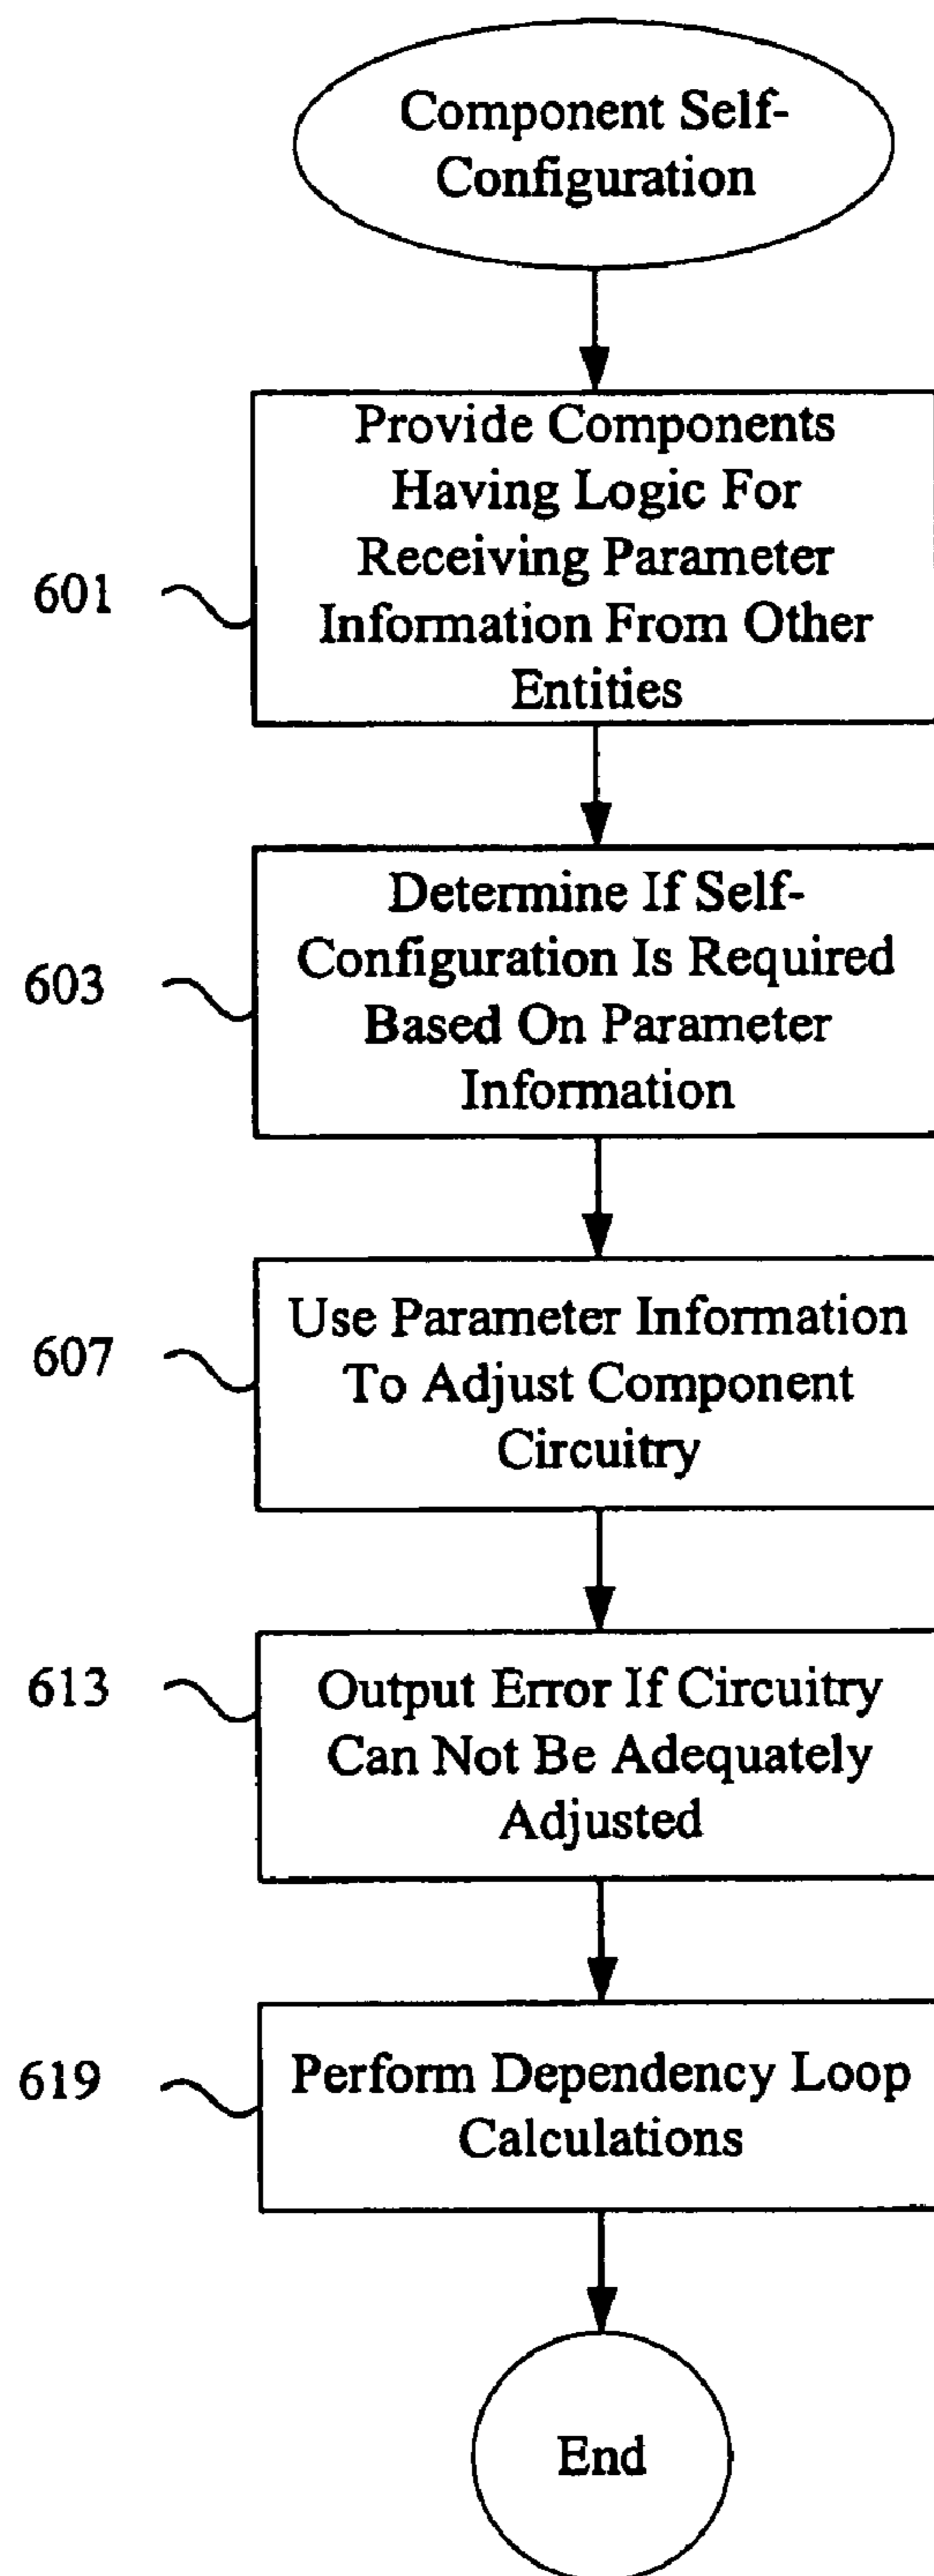 Component Self-
Configuration
Provide Components
Having Logic For
Receiving Parameter
Information From Other
Entities
601
Determine If Self-
Configuration Is Required
Based On Parameter
Information
603
Use Parameter Information
To Adjust Component
Circuitry
607
Output Error If Circuitry
Can Not Be Adequately
Adjusted
613
Perform Dependency Loop
Calculations
619
End